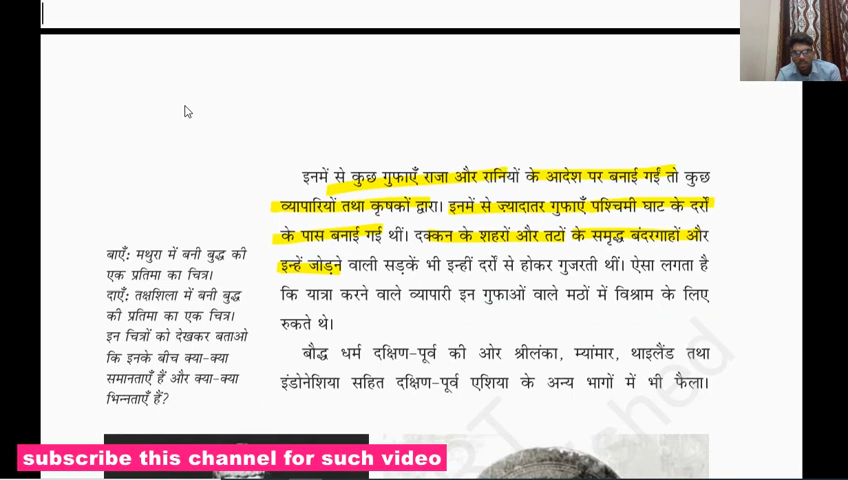 इनमें से कुछ गुफाएँ राजा और रानियों के आदेश पर बनाई गईं तो कुछ
व्यापारियों तथा कृषकों द्वारा। इनमें से ज़्यादातर गुफाएँ पश्चिमी घाट के दर्रों
के पास बनाई गई थीं। दक्कन के शहरों और तटों के समृद्ध बंदरगाहों और
इन्हें जोड़ने वाली सड़कें भी इन्हीं दर्रों से होकर गुजरती थीं। ऐसा लगता है
कि यात्रा करने वाले व्यापारी इन गुफाओं वाले मठों में विश्राम के लिए
रुकते थे।
बौद्ध धर्म दक्षिण-पूर्व की ओर श्रीलंका, म्यांमार, थाइलैंड तथा
इंडोनेशिया सहित दक्षिण-पूर्व एशिया के अन्य भागों में भी फैला।
बाएँ: मथुरा में बनी बुद्ध की
एक प्रतिमा का चित्र।
दाएँ: तक्षशिला में बनी बुद्ध
की प्रतिमा का एक चित्र।
इन चित्रों को देखकर बताओ
कि इनके बीच क्या-क्या
समानताएँ हैं और क्या-क्या
भिन्नताएँ हैं?
subscribe this channel for such video